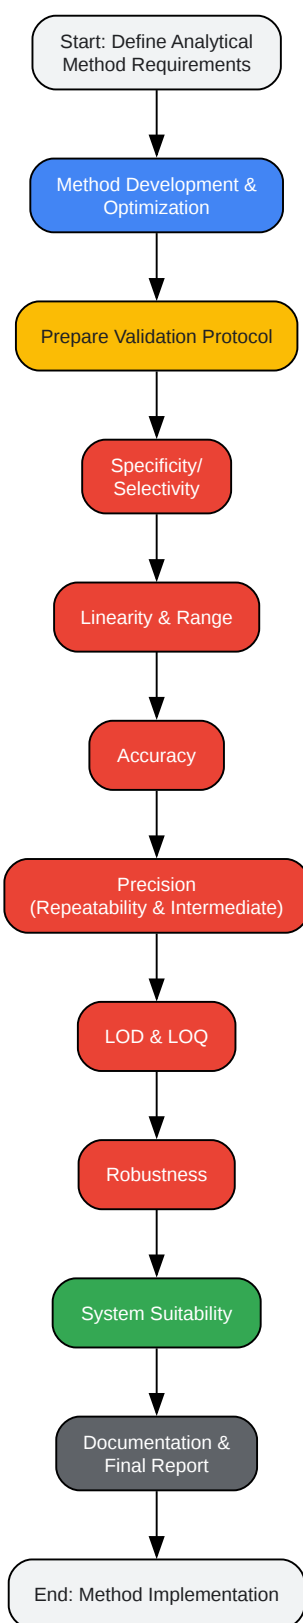 Start: Define Analytical
Method Requirements
Method Development &
Optimization
Prepare Validation Protocol
Specificity/
Selectivity
Linearity & Range
Accuracy
Precision
(Repeatability & Intermediate)
LOD & LOQ
Robustness
System Suitability
Documentation &
Final Report
End: Method Implementation